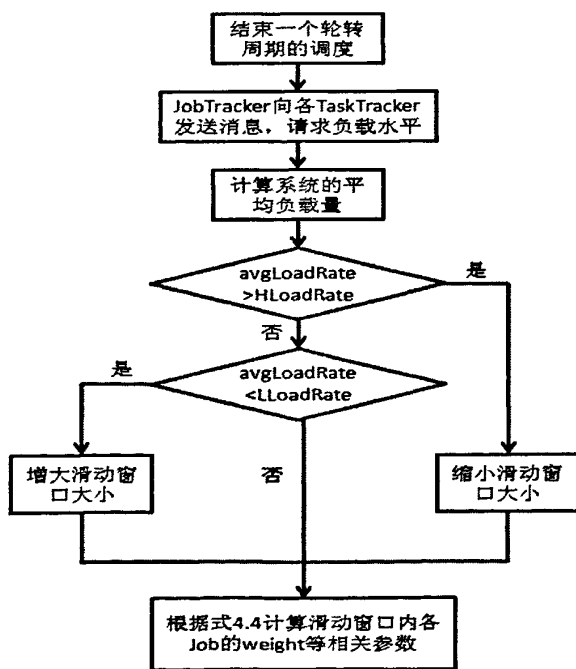 结束一个轮转
周期的调度
JobTracker向各TaskTracker
发送消息，请求负载水平
计算系统的平
均负载量
avgLoadRate
>HLoadRate
是
否
avgLoadRate
<LLoadRate
是
否
增大滑动窗
口大小
缩小滑动窗
口大小
根据式4.4计算滑动窗口内各
Job的weight等相关参数